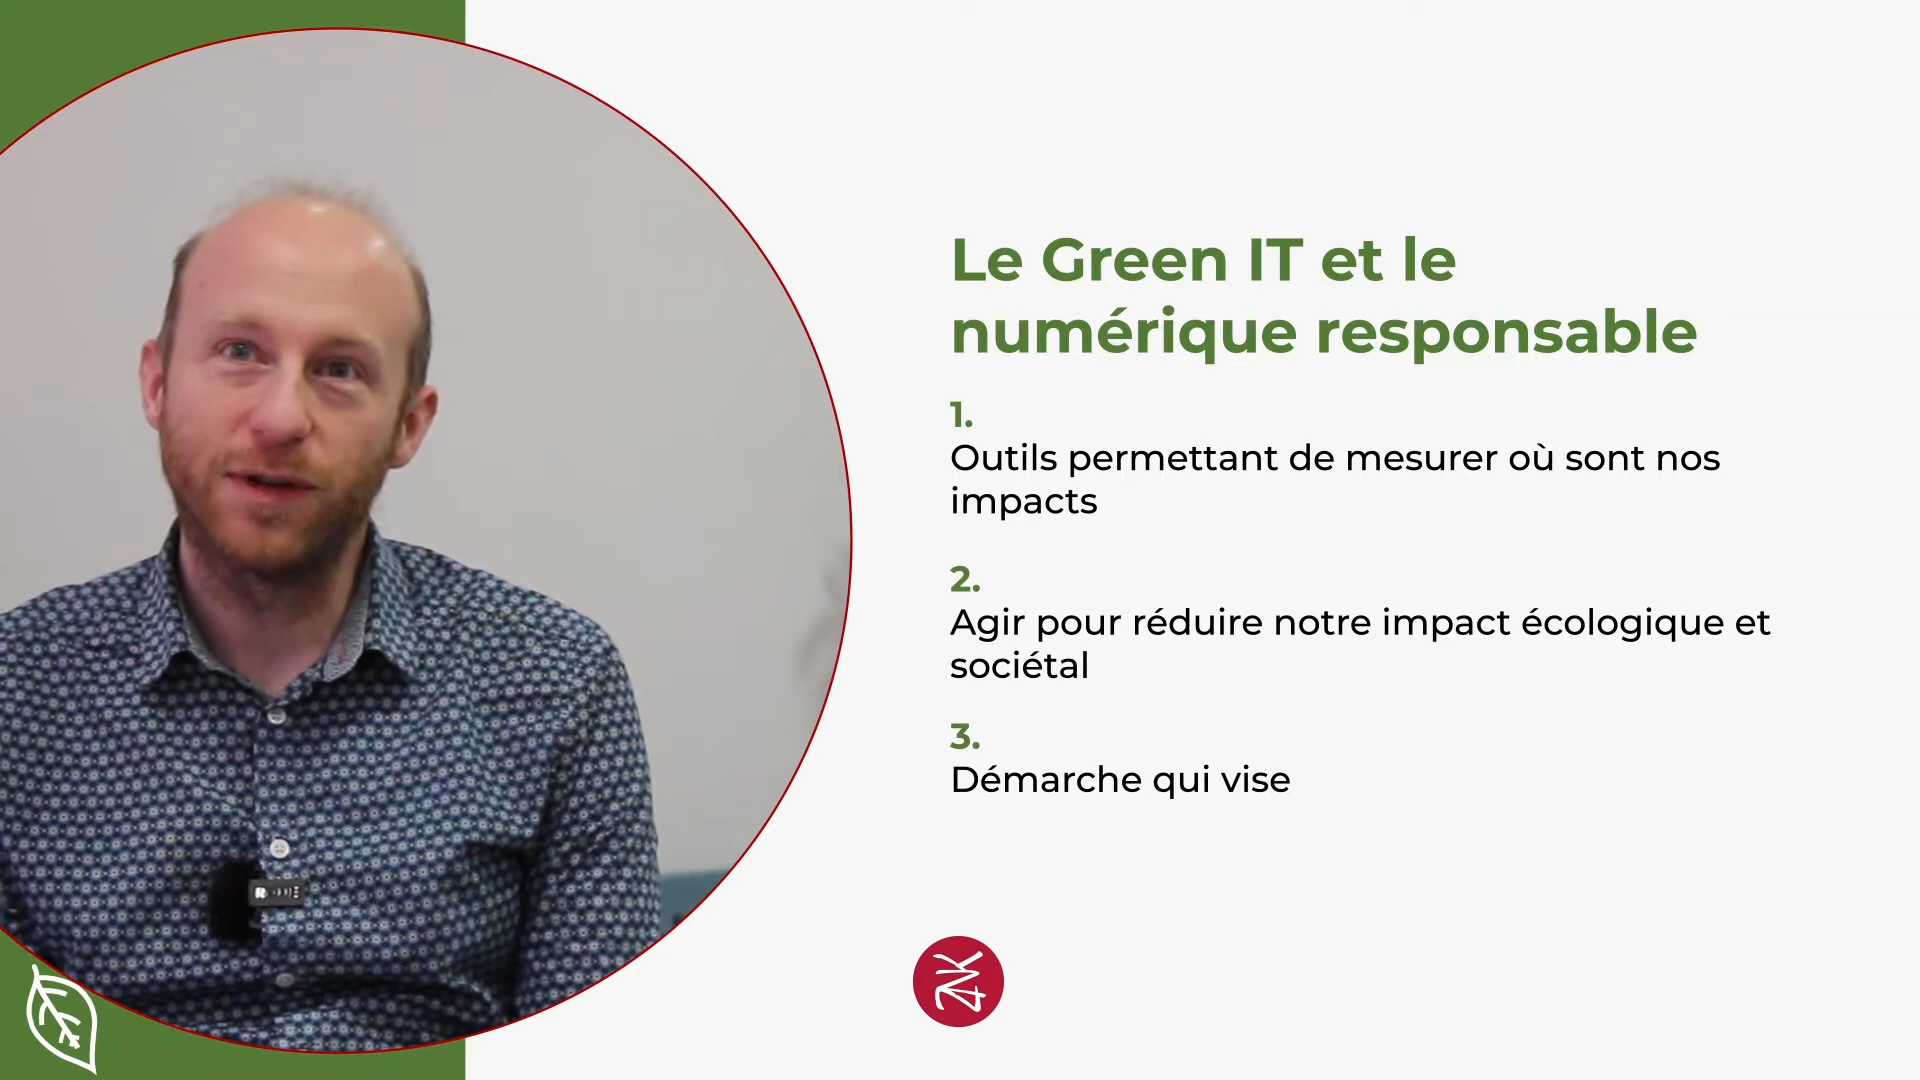 Le Green IT et le
numérique responsable
1.
Outils permettant de mesurer où sont nos
impacts
2.
Agir pour réduire notre impact écologique et
sociétal
3.
Démarche qui vise